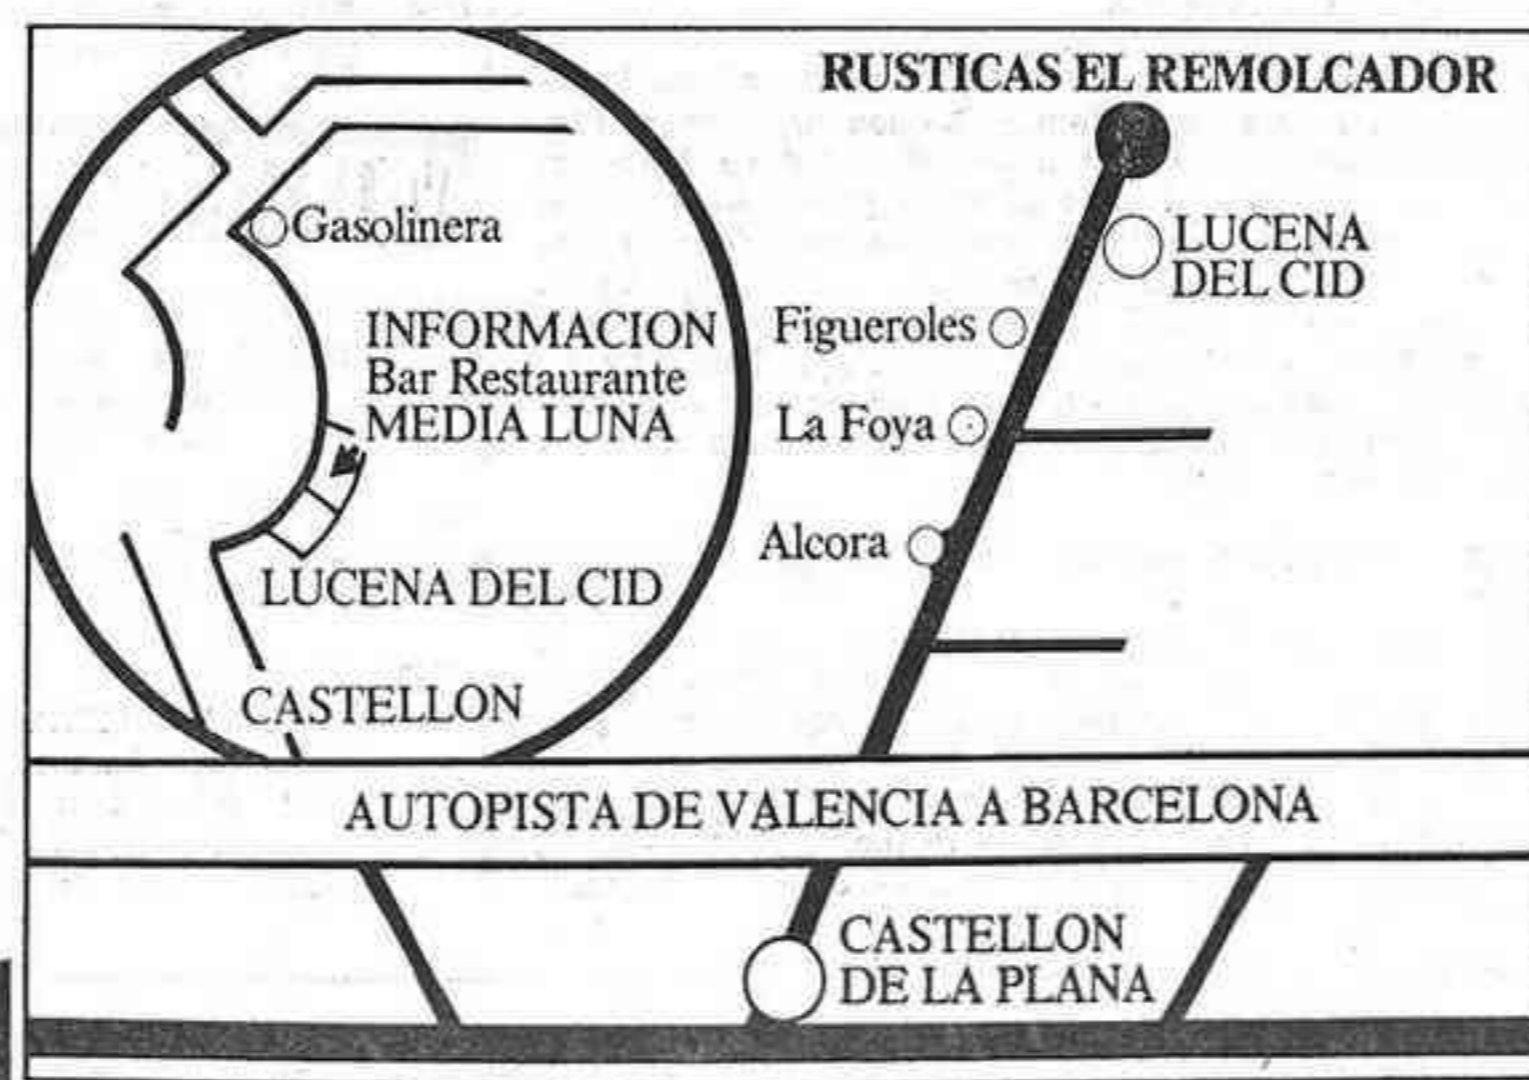 RUSTICAS EL REMOLCADOR
Gasolinera
LUCENA
DEL CID
INFORMACION
Bar Restaurante
MEDIA LUNA
Figueroles
La Foya
Alcora
LUCENA DEL CID
CASTELLON
AUTOPISTA DE VALENCIA A BARCELONA
CASTELLON
DE LA PLANA